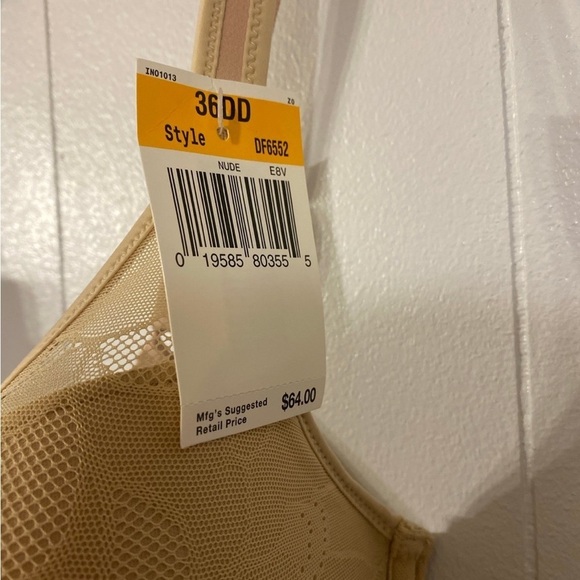 IN01013 Z0
36DD
Style DF6552
NUDE E8V
0 19585 80355 5
Mfg's Suggested
Retail Price $64.00